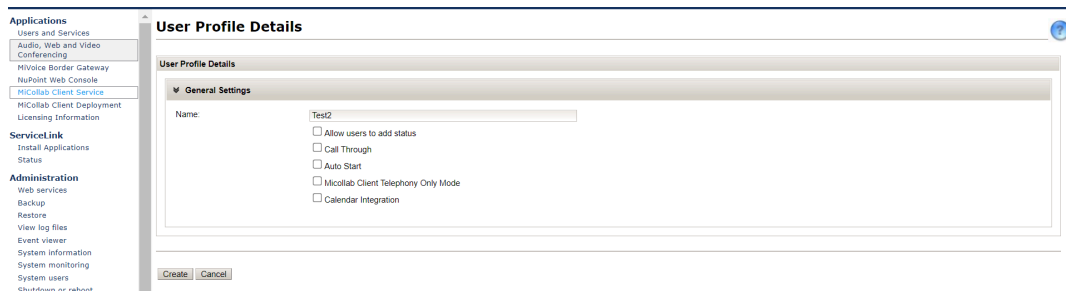 Applications
Users and Services
Audio, Web and Video
Conferencing
MiVoice Border Gateway
NuPoint Web Console
MiCollab Client Service
MiCollab Client Deployment
Licensing Information
ServiceLink
Install Applications
Status
Administration
Web services
Backup
Restore
View log files
Event viewer
System information
System monitoring
System users
Shutdown or reboot
User Profile Details
?
User Profile Details
General Settings
Name:
Test2
Allow users to add status
Call Through
Auto Start
Micollab Client Telephony Only Mode
Calendar Integration
Create
Cancel